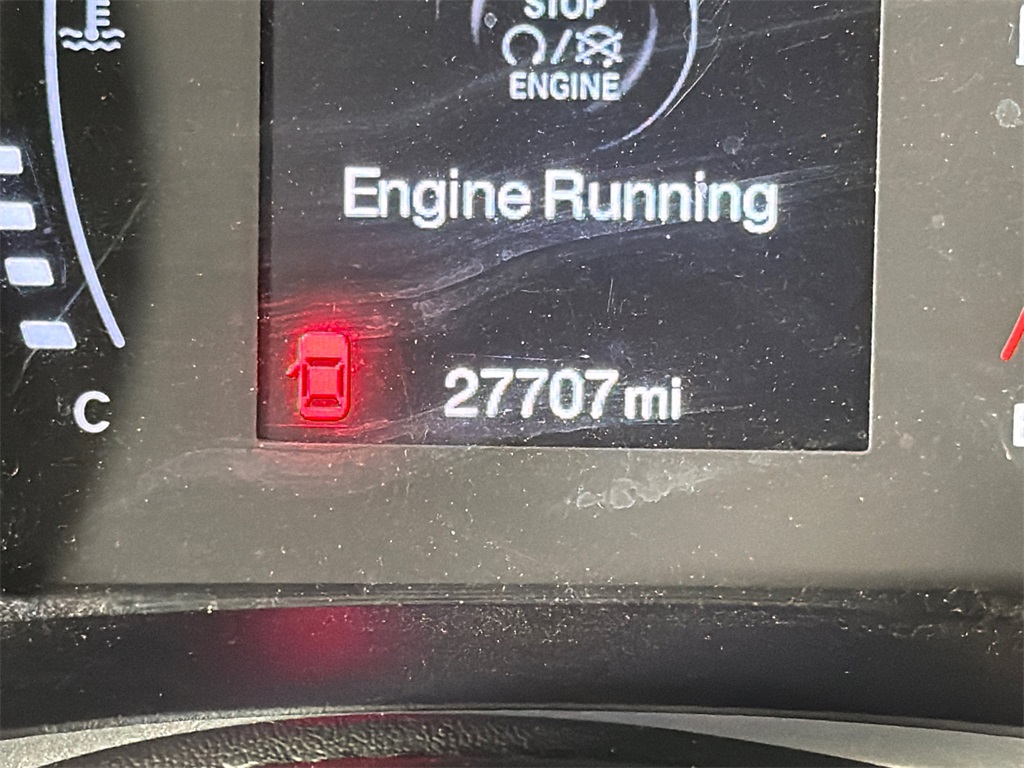 STOP
ENGINE
Engine Running
27707 mi
C